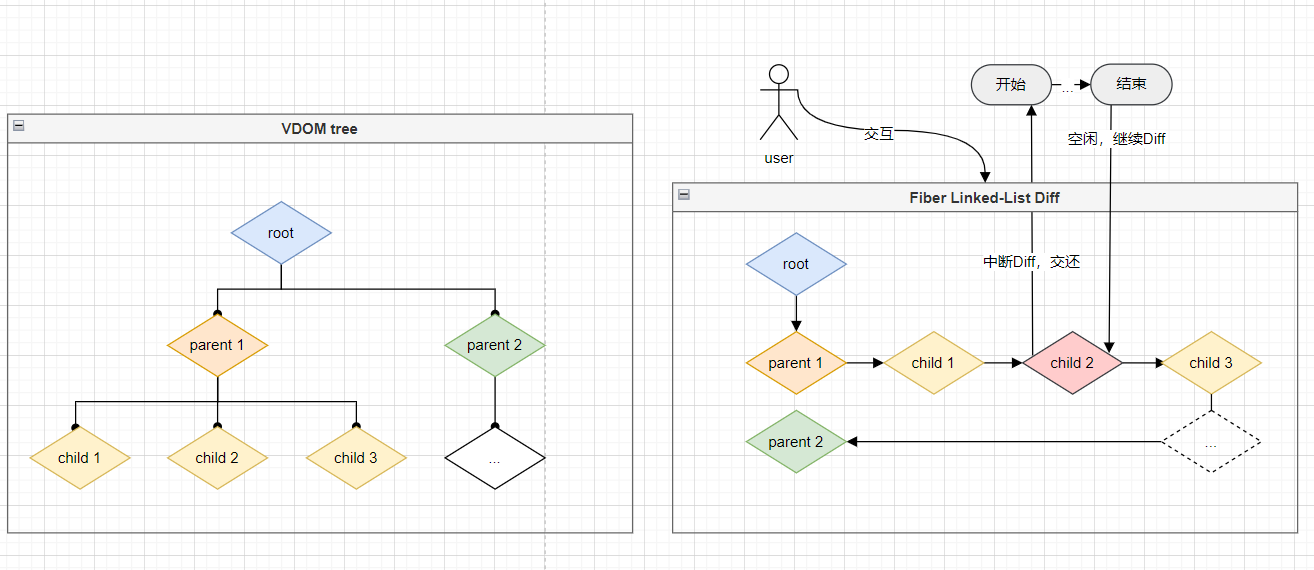 VDOM tree
root
parent 1
parent 2
child 1
child 2
child 3
...
user
交互
开始
...
结束
空闲，继续Diff
Fiber Linked-List Diff
中断Diff，交还
root
parent 1
child 1
child 2
child 3
parent 2
...